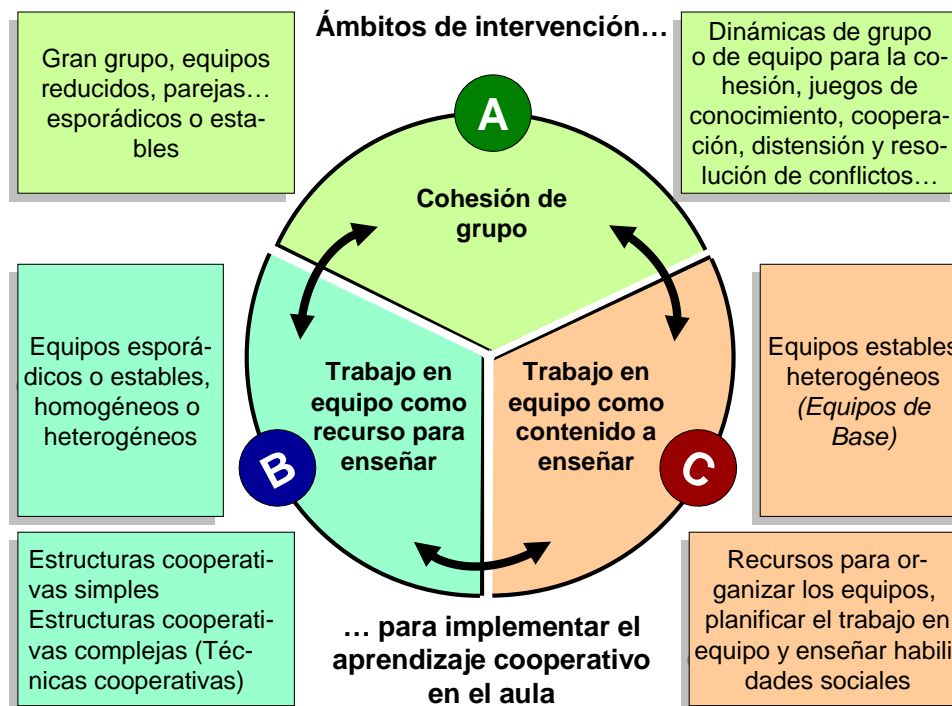 Ámbitos de intervención…
Gran grupo, equipos
reducidos, parejas…
esporádicos o esta-
bles
Dinámicas de grupo
o de equipo para la co-
hesión, juegos de
conocimiento, coopera-
ción, distensión y reso-
lución de conflictos…
A
Cohesión de
grupo
Equipos esporá-
dicos o estables,
homogéneos o
heterogéneos
Trabajo en
equipo como
recurso para
enseñar
B
Trabajo en
equipo como
contenido a
enseñar
C
Equipos estables
heterogéneos
(Equipos de
Base)
Estructuras cooperati-
vas simples
Estructuras cooperati-
vas complejas (Téc-
nicas cooperativas)
… para implementar el
aprendizaje cooperativo
en el aula
Recursos para or-
ganizar los equipos,
planificar el trabajo en
equipo y enseñar habili
dades sociales